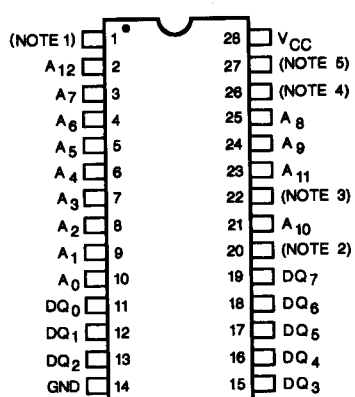 (NOTE 1) 1 28 VCC
A12 2 27 (NOTE 5)
A7 3 26 (NOTE 4)
A6 4 25 A8
A5 5 24 A9
A4 6 23 A11
A3 7 22 (NOTE 3)
A2 8 21 A10
A1 9 20 (NOTE 2)
A0 10 19 DQ7
DQ0 11 18 DQ6
DQ1 12 17 DQ5
DQ2 13 16 DQ4
GND 14 15 DQ3